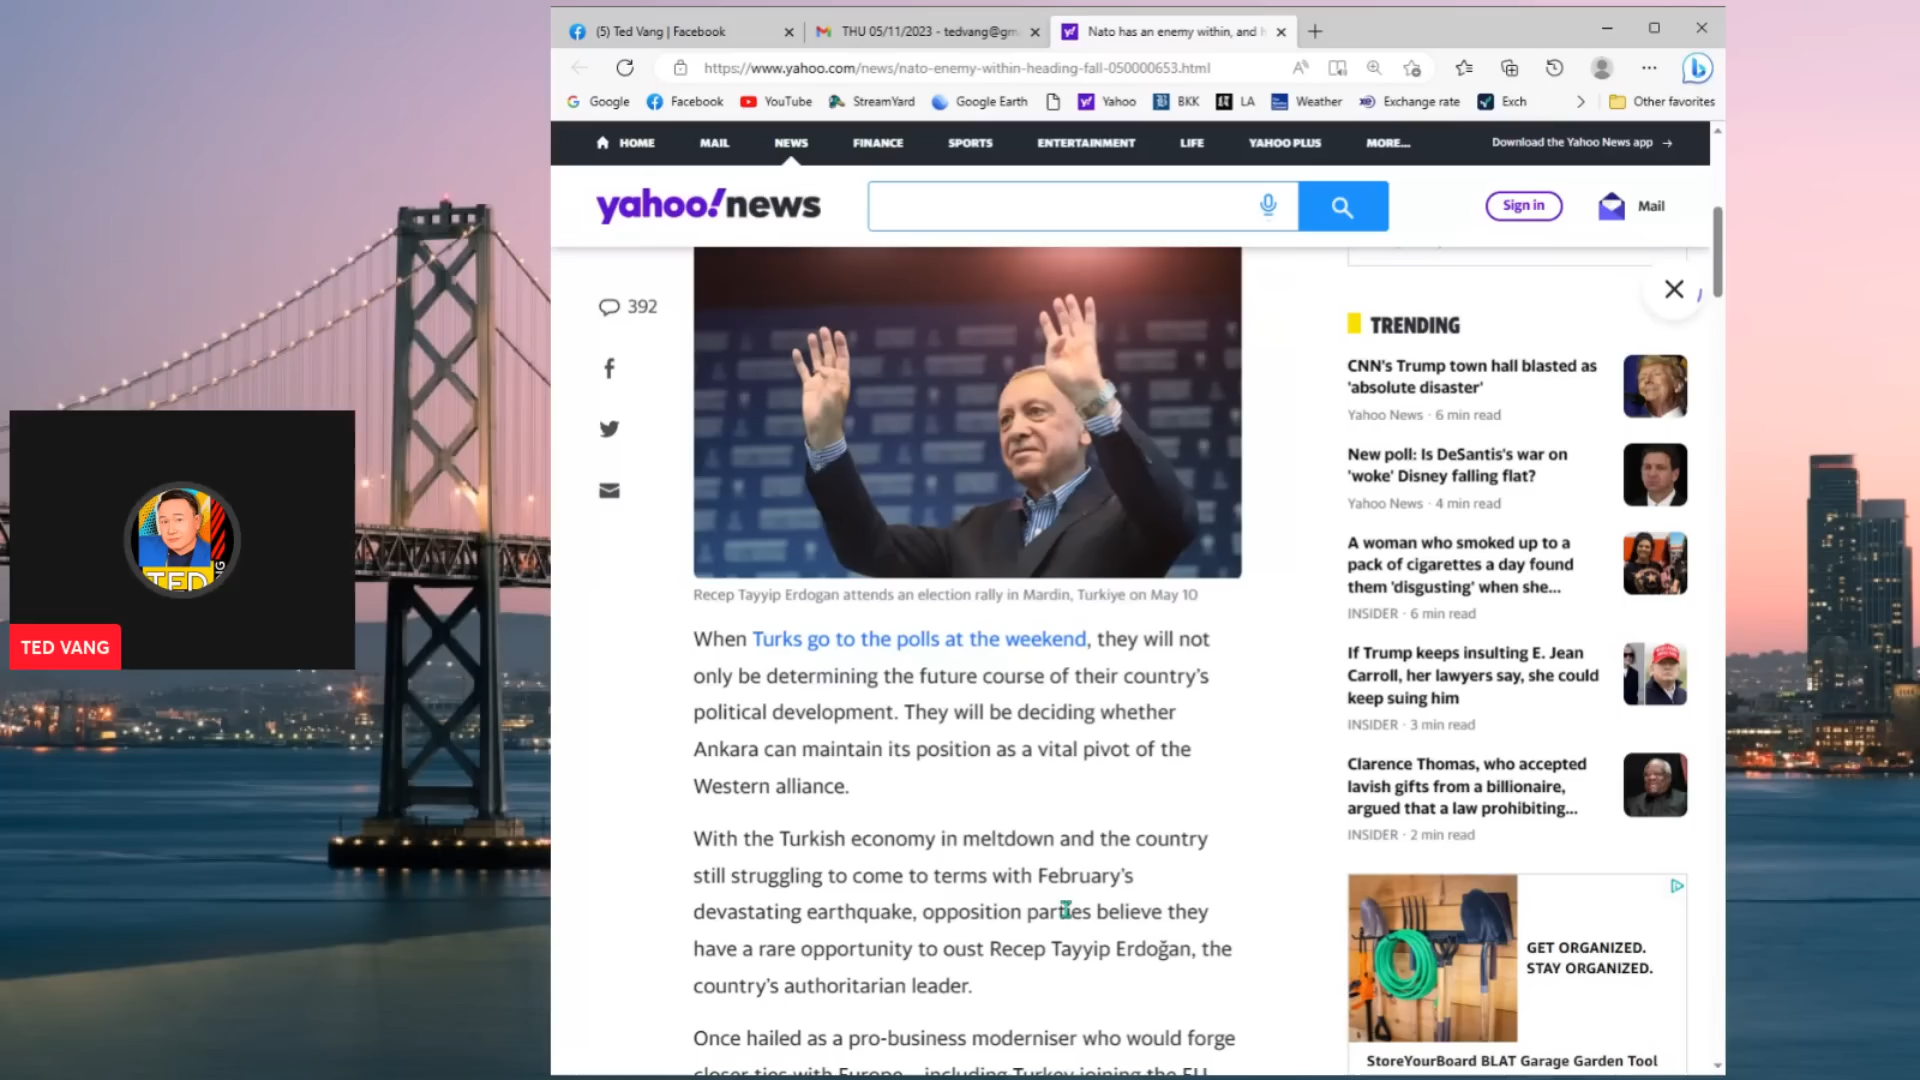 (5) Ted Vang | Facebook
THU 05/11/2023 - tedvang@gm
Nato has an enemy within, and h
https://www.yahoo.com/news/nato-enemy-within-heading-fall-050000653.html
Google
Facebook
YouTube
StreamYard
Google Earth
Yahoo
BKK
LA
Weather
Exchange rate
Exch
Other favorites
HOME
MAIL
NEWS
FINANCE
SPORTS
ENTERTAINMENT
LIFE
YAHOO PLUS
MORE...
Download the Yahoo News app →
yahoo!news
Sign in
Mail
392
Recep Tayyip Erdogan attends an election rally in Mardin, Turkiye on May 10
When Turks go to the polls at the weekend, they will not
only be determining the future course of their country’s
political development. They will be deciding whether
Ankara can maintain its position as a vital pivot of the
Western alliance.
With the Turkish economy in meltdown and the country
still struggling to come to terms with February’s
devastating earthquake, opposition parties believe they
have a rare opportunity to oust Recep Tayyip Erdoğan, the
country’s authoritarian leader.
Once hailed as a pro-business moderniser who would forge
closer ties with Europe – including Turkey joining the EU
TRENDING
CNN's Trump town hall blasted as
'absolute disaster'
Yahoo News · 6 min read
New poll: Is DeSantis's war on
'woke' Disney falling flat?
Yahoo News · 4 min read
A woman who smoked up to a
pack of cigarettes a day found
them 'disgusting' when she...
INSIDER · 6 min read
If Trump keeps insulting E. Jean
Carroll, her lawyers say, she could
keep suing him
INSIDER · 3 min read
Clarence Thomas, who accepted
lavish gifts from a billionaire,
argued that a law prohibiting...
INSIDER · 2 min read
GET ORGANIZED.
STAY ORGANIZED.
StoreYourBoard BLAT Garage Garden Tool
TED
TED VANG